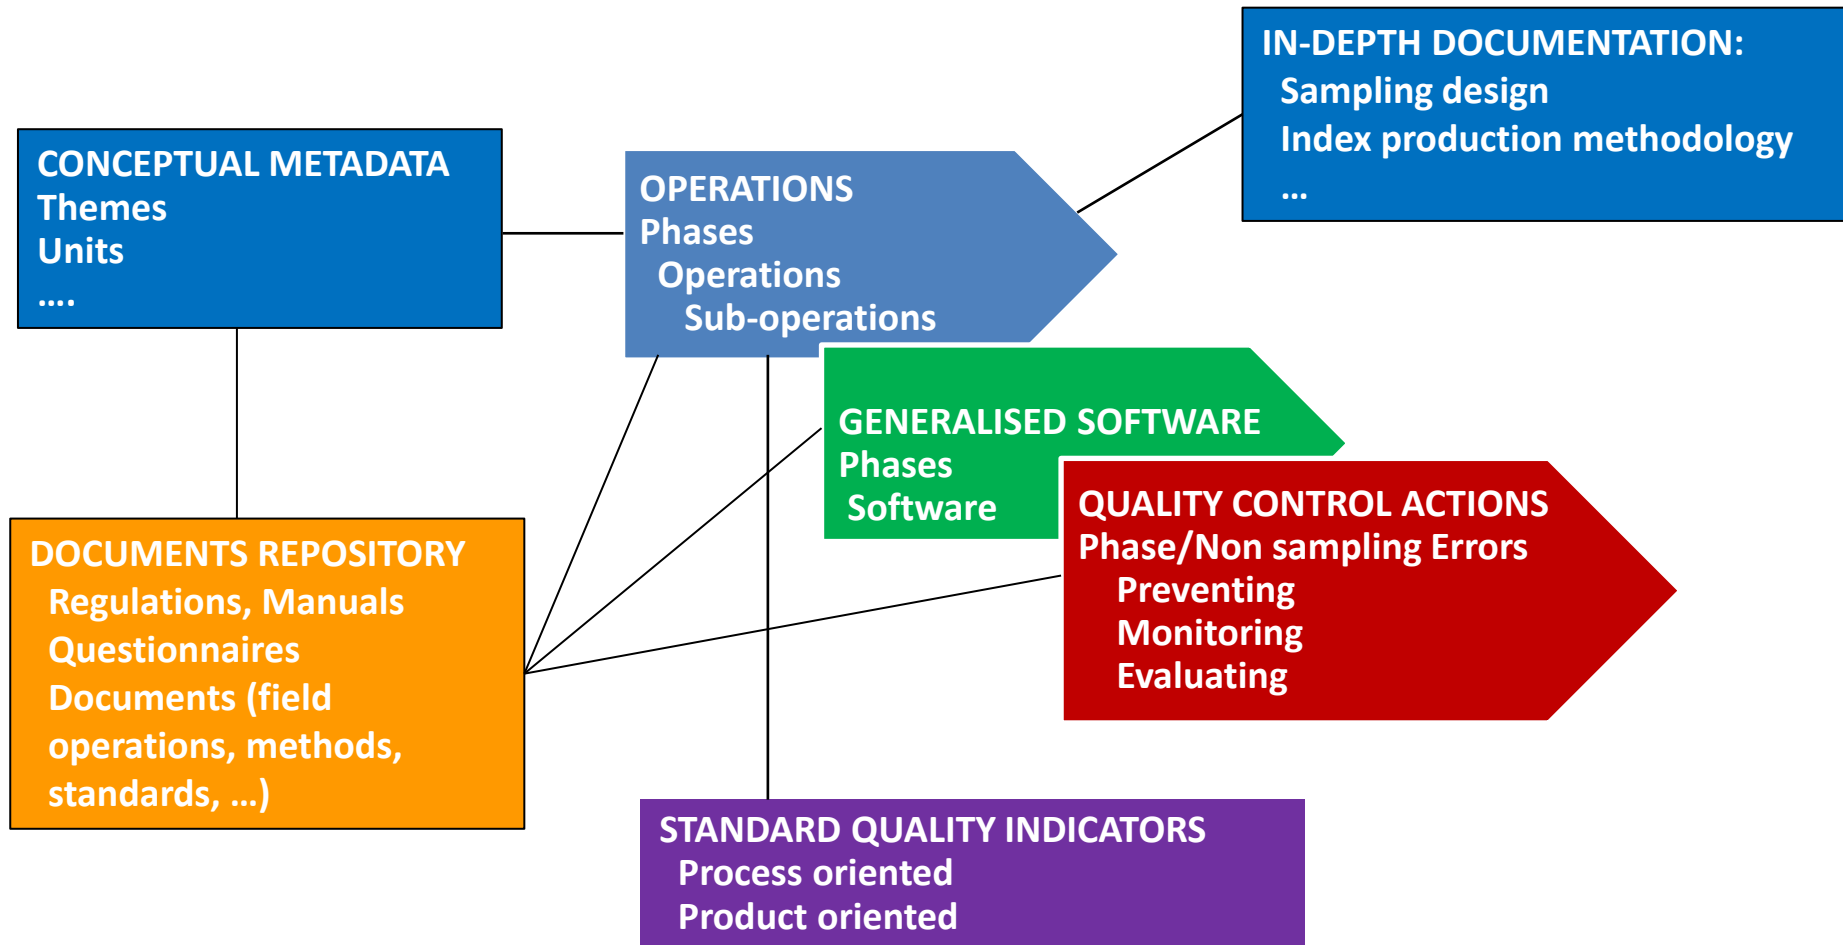 IN-DEPTH DOCUMENTATION:
Sampling design
Index production methodology
...
CONCEPTUAL METADATA
Themes
Units
....
OPERATIONS
Phases
Operations
Sub-operations
GENERALISED SOFTWARE
Phases
Software
QUALITY CONTROL ACTIONS
Phase/Non sampling Errors
Preventing
Monitoring
Evaluating
DOCUMENTS REPOSITORY
Regulations, Manuals
Questionnaires
Documents (field
operations, methods,
standards, ...)
STANDARD QUALITY INDICATORS
Process oriented
Product oriented